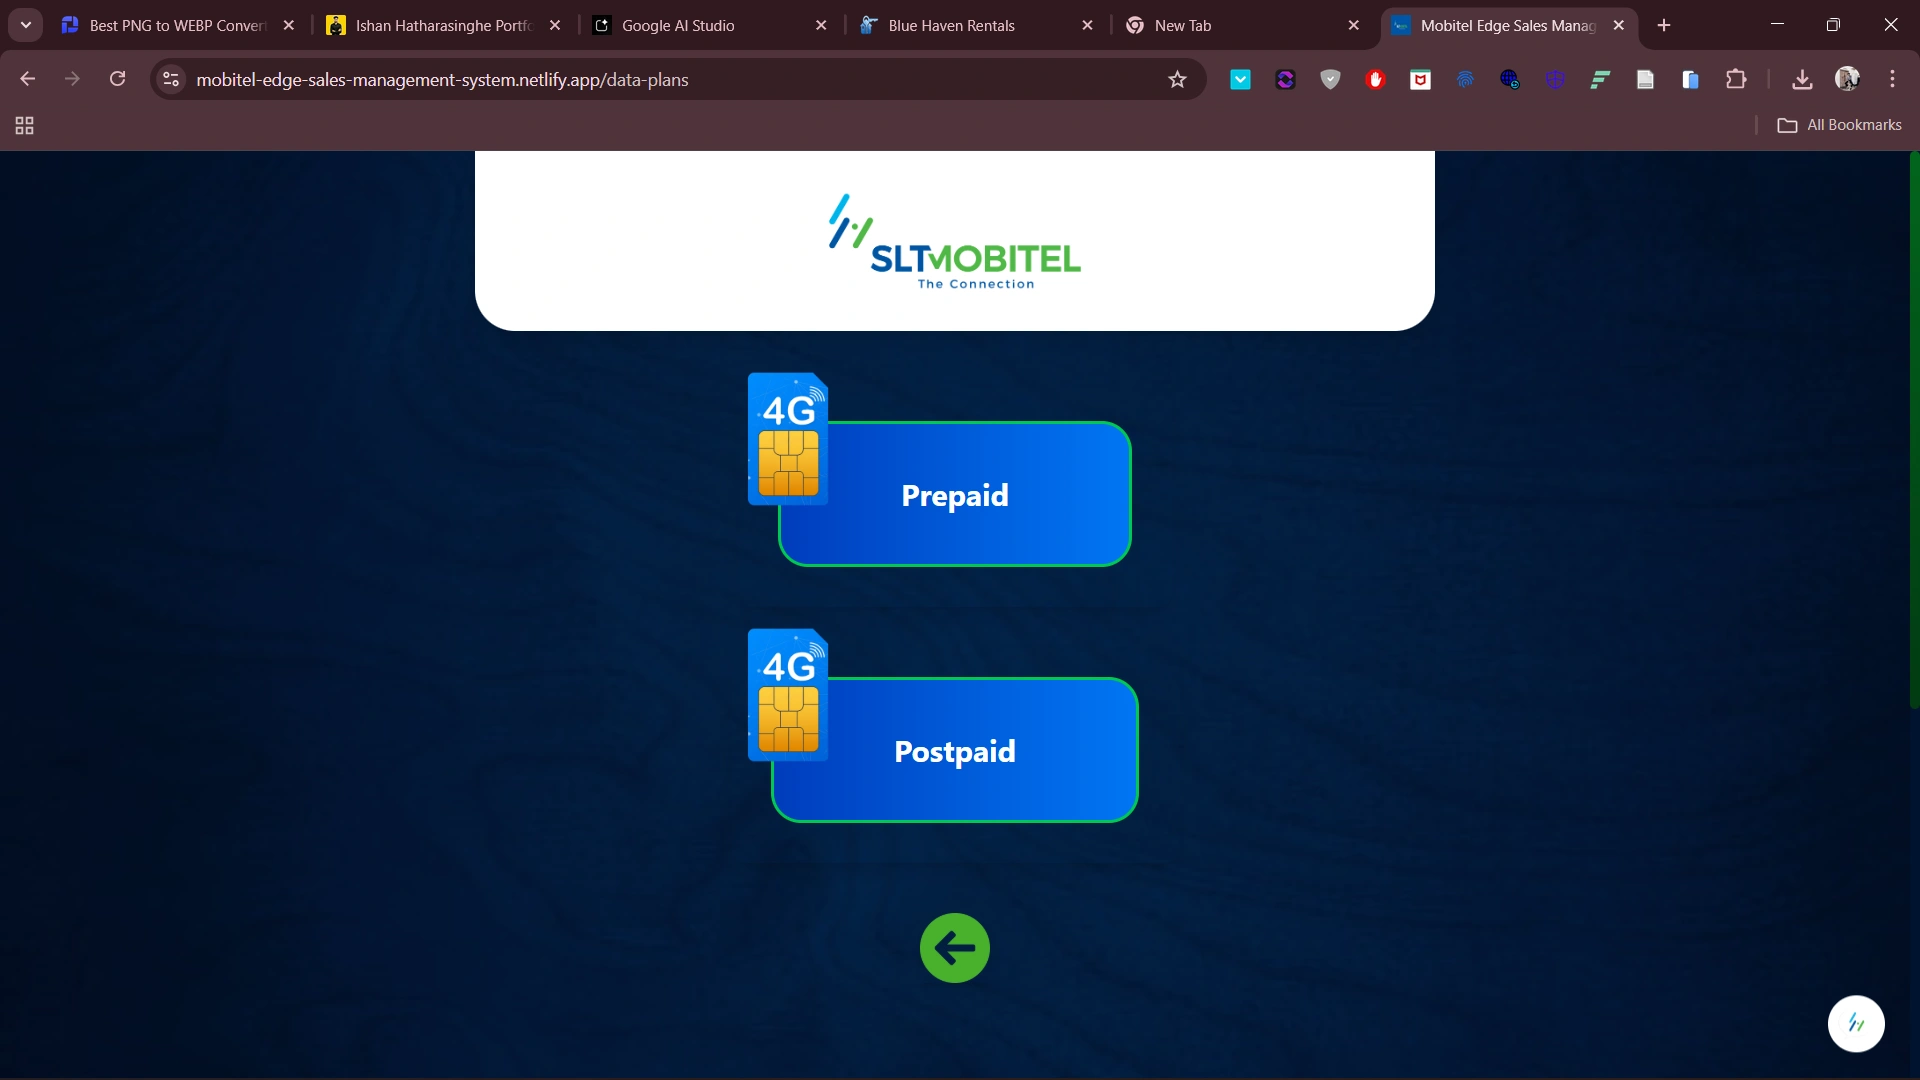 Best PNG to WEBP Convert
Ishan Hatharasinghe Portfo
Google AI Studio
Blue Haven Rentals
New Tab
Mobitel Edge Sales Manag
mobitel-edge-sales-management-system.netlify.app/data-plans
All Bookmarks
SLTMOBITEL
The Connection
4G
Prepaid
4G
Postpaid